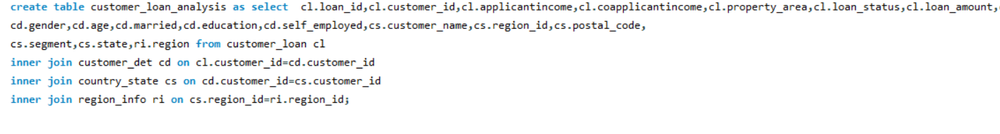 create table customer_loan_analysis as select  cl.loan_id,cl.customer_id,cl.applicantincome,cl.coapplicantincome,cl.property_area,cl.loan_status,cl.loan_amount,
cd.gender,cd.age,cd.married,cd.education,cd.self_employed,cs.customer_name,cs.region_id,cs.postal_code,
cs.segment,cs.state,ri.region from customer_loan cl
inner join customer_det cd on cl.customer_id=cd.customer_id
inner join country_state cs on cd.customer_id=cs.customer_id
inner join region_info ri on cs.region_id=ri.region_id;